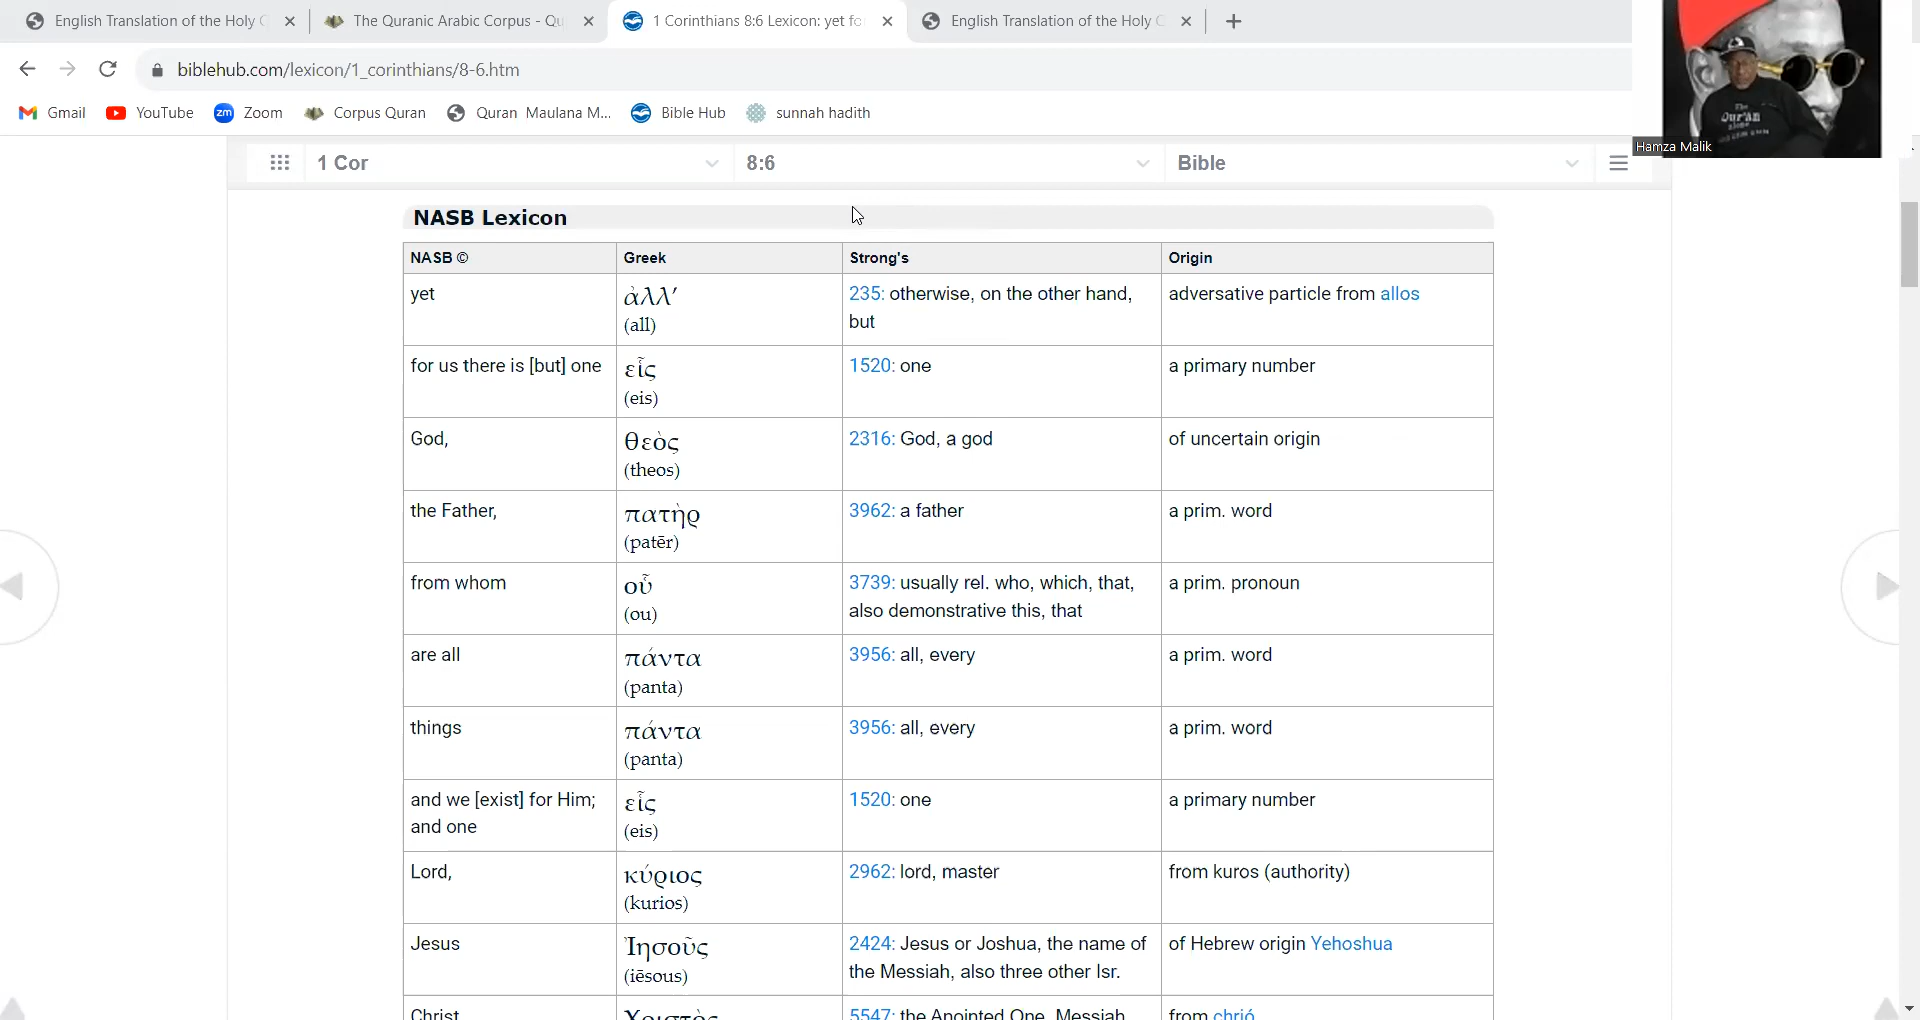 English Translation of the Holy
The Quranic Arabic Corpus - Qu
1 Corinthians 8:6 Lexicon: yet fo
English Translation of the Holy
biblehub.com/lexicon/1_corinthians/8-6.htm
Gmail
YouTube
zm Zoom
Corpus Quran
Quran Maulana M...
Bible Hub
sunnah hadith
The
Qur'an
Hamza Malik
1 Cor
8:6
Bible
NASB Lexicon
NASB © Greek Strong's Origin
yet ἀλλ’ 235: otherwise, on the other hand, adversative particle from allos
(all) but
for us there is [but] one εἷς 1520: one a primary number
(eis)
God, θεὸς 2316: God, a god of uncertain origin
(theos)
the Father, πατὴρ 3962: a father a prim. word
(patēr)
from whom οὗ 3739: usually rel. who, which, that, a prim. pronoun
(ou) also demonstrative this, that
are all πάντα 3956: all, every a prim. word
(panta)
things πάντα 3956: all, every a prim. word
(panta)
and we [exist] for Him; εἷς 1520: one a primary number
and one (eis)
Lord, κύριος 2962: lord, master from kuros (authority)
(kurios)
Jesus Ἰησοῦς 2424: Jesus or Joshua, the name of of Hebrew origin Yehoshua
(iēsous) the Messiah, also three other Isr.
Christ Χριστὸς 5547: the Anointed One, Messiah, from chrió